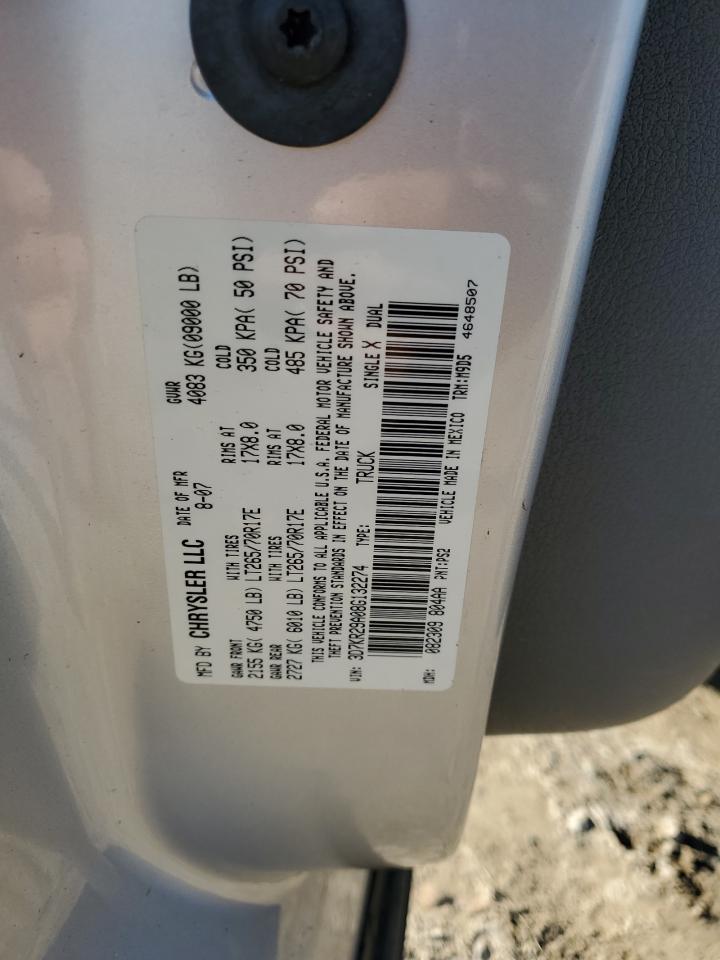 MFD BY CHRYSLER LLC DATE OF MFR GVWR
8-07 4083 KG(09000 LB)
GAWR FRONT WITH TIRES RIMS AT COLD
2155 KG( 4750 LB) LT265/70R17E 17X8.0 350 KPA( 50 PSI)
GAWR REAR WITH TIRES RIMS AT COLD
2727 KG( 6010 LB) LT265/70R17E 17X8.0 485 KPA( 70 PSI)
THIS VEHICLE CONFORMS TO ALL APPLICABLE U.S.A. FEDERAL MOTOR VEHICLE SAFETY AND
THEFT PREVENTION STANDARDS IN EFFECT ON THE DATE OF MANUFACTURE SHOWN ABOVE.
VIN: 3D7KR29A08G132274 TYPE: TRUCK SINGLE X DUAL
MDH: 082309 804AA PNT:PS2 VEHICLE MADE IN MEXICO TRM:M9D5 4648507